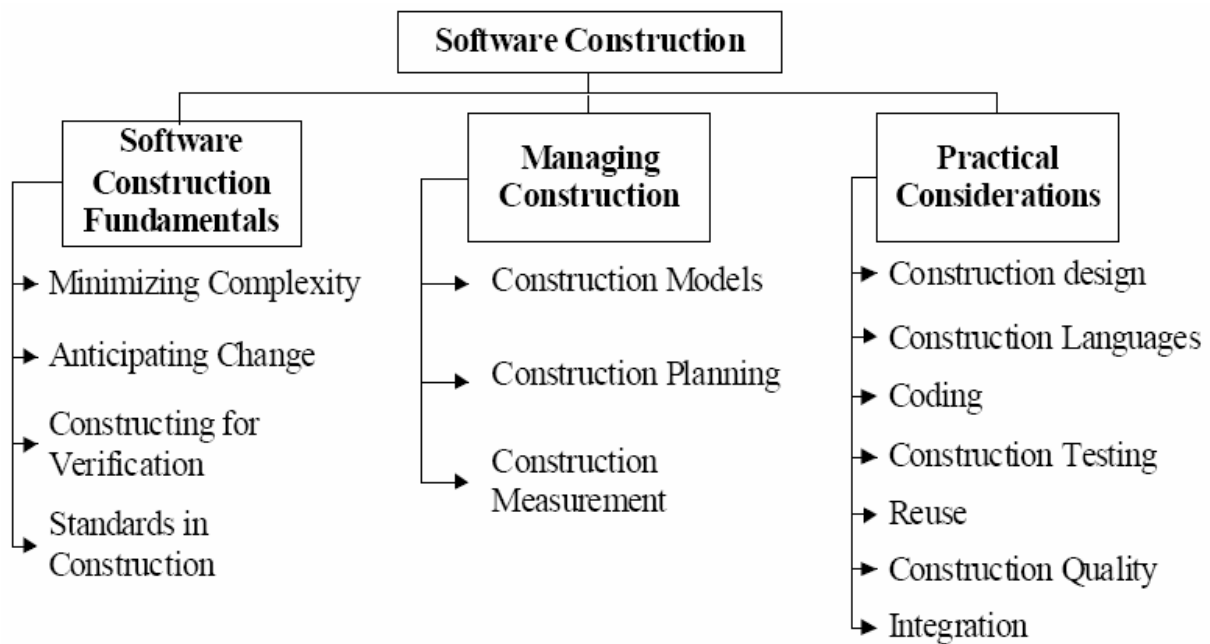 Software Construction
Software
Construction
Fundamentals
Minimizing Complexity
Anticipating Change
Constructing for
Verification
Standards in
Construction
Managing
Construction
Construction Models
Construction Planning
Construction
Measurement
Practical
Considerations
Construction design
Construction Languages
Coding
Construction Testing
Reuse
Construction Quality
Integration